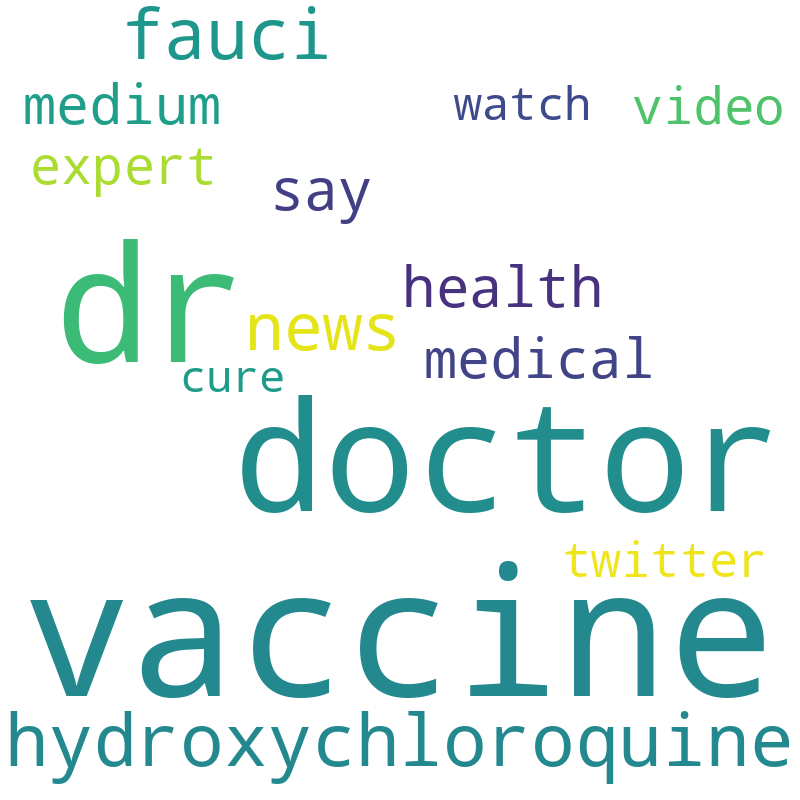 fauci
medium watch video
expert
say
dr
health
news
medical
cure
doctor
twitter
vaccine
hydroxychloroquine